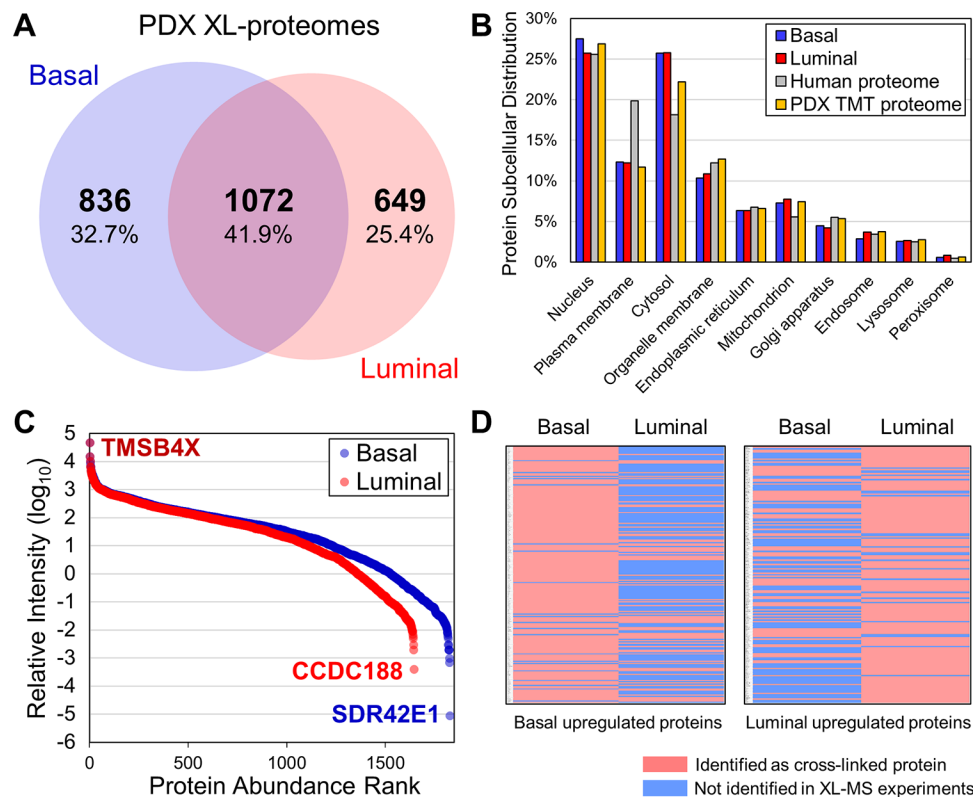 A
PDX XL-proteomes
Basal
836
32.7%
1072
41.9%
649
25.4%
Luminal
B
Protein Subcellular Distribution
30%
25%
20%
15%
10%
5%
0%
Basal
Luminal
Human proteome
PDX TMT proteome
Nucleus
Plasma membrane
Cytosol
Organelle membrane
Endoplasmic reticulum
Mitochondrion
Golgi apparatus
Endosome
Lysosome
Peroxisome
C
Relative Intensity (log10)
5
4
3
2
1
0
-1
-2
-3
-4
-5
-6
TMSB4X
Basal
Luminal
CCDC188
SDR42E1
0
500
1000
1500
Protein Abundance Rank
D
Basal Luminal
Basal Luminal
Basal upregulated proteins
Luminal upregulated proteins
Identified as cross-linked protein
Not identified in XL-MS experiments